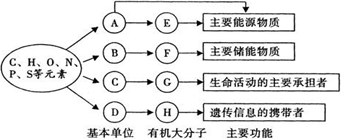 A E 主要能源物质
C、H、O、N、
P、S等元素
B F 主要储能物质
C G 生命活动的主要承担者
D H 遗传信息的携带者
基本单位 有机大分子 主要功能